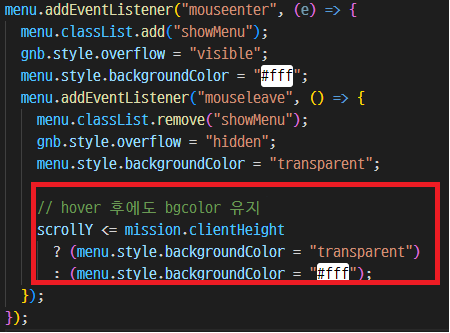 menu.addEventListener("mouseenter", (e) => {
menu.classList.add("showMenu");
gnb.style.overflow = "visible";
menu.style.backgroundColor = "#fff";
menu.addEventListener("mouseleave", () => {
menu.classList.remove("showMenu");
gnb.style.overflow = "hidden";
menu.style.backgroundColor = "transparent";
// hover 후에도 bgcolor 유지
scrollY <= mission.clientHeight
? (menu.style.backgroundColor = "transparent")
: (menu.style.backgroundColor = "#fff");
});
});